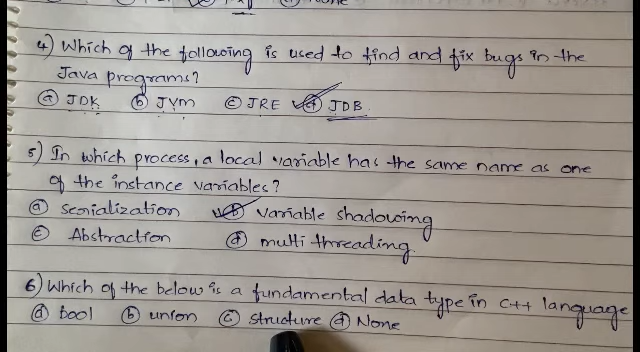 4) Which of the following is used to find and fix bugs in the
Java programs?
ⓐ JDK ⓑ JVM ⓒ JRE ⓓ JDB
5) In which process, a local variable has the same name as one
of the instance variables?
ⓐ serialization ⓑ variable shadowing
ⓒ Abstraction ⓓ multi threading.
6) Which of the below is a fundamental data type in C++ language
ⓐ bool ⓑ union ⓒ structure ⓓ None